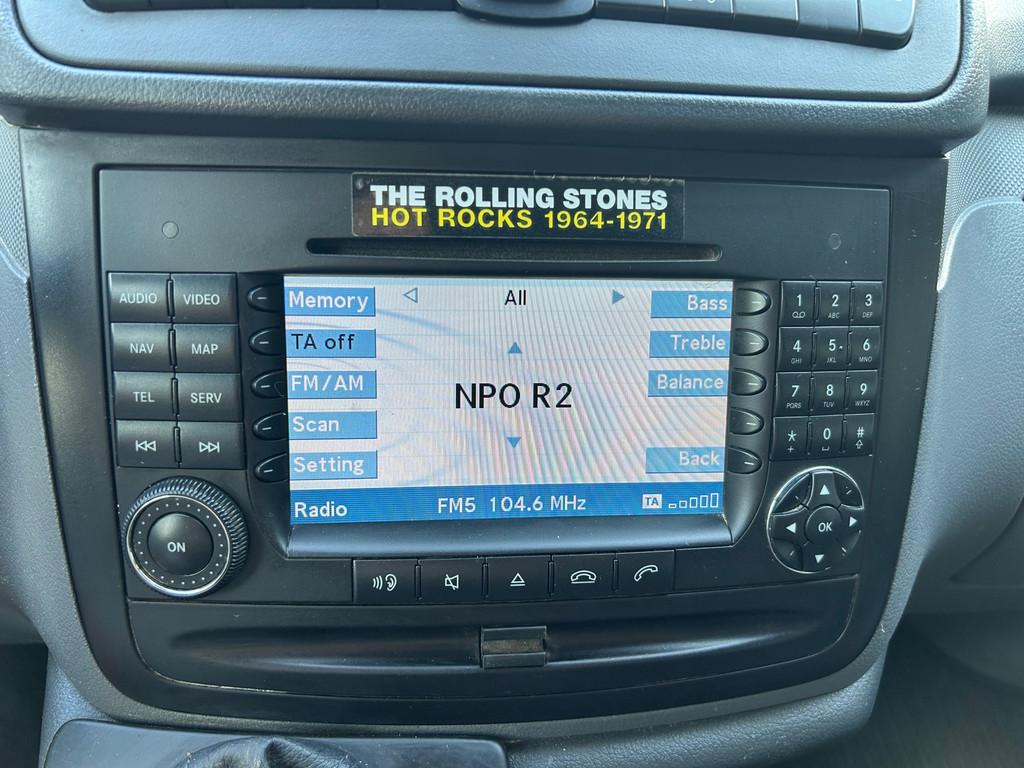 THE ROLLING STONES
HOT ROCKS 1964-1971
AUDIO VIDEO
NAV MAP
TEL SERV
ON
Memory
TA off
FM/AM
Scan
Setting
All
NPO R2
Bass
Treble
Balance
Back
Radio FM5 104.6 MHz TA
1 2 3
ABC DEF
4 5 6
GHI JKL MNO
7 8 9
PQRS TUV WXYZ
* 0 #
+
OK